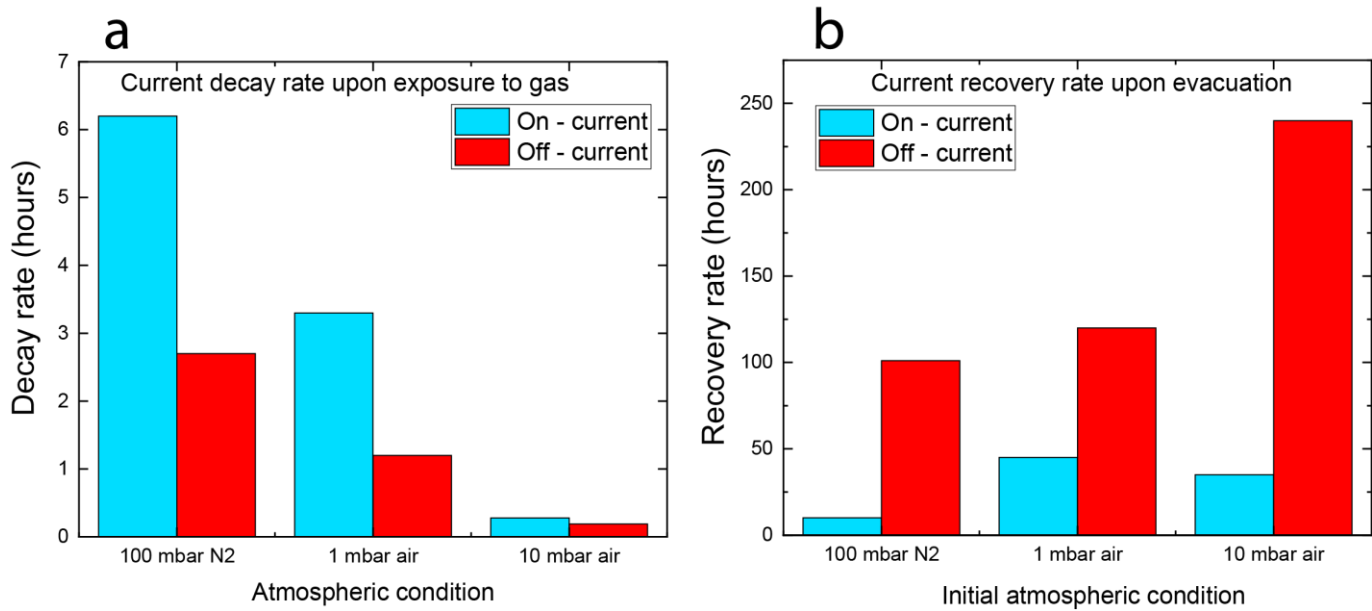 a
Current decay rate upon exposure to gas
On - current
Off - current
7
6
5
4
3
2
1
0
Decay rate (hours)
100 mbar N2
1 mbar air
10 mbar air
Atmospheric condition
b
Current recovery rate upon evacuation
On - current
Off - current
250
200
150
100
50
0
Recovery rate (hours)
100 mbar N2
1 mbar air
10 mbar air
Initial atmospheric condition